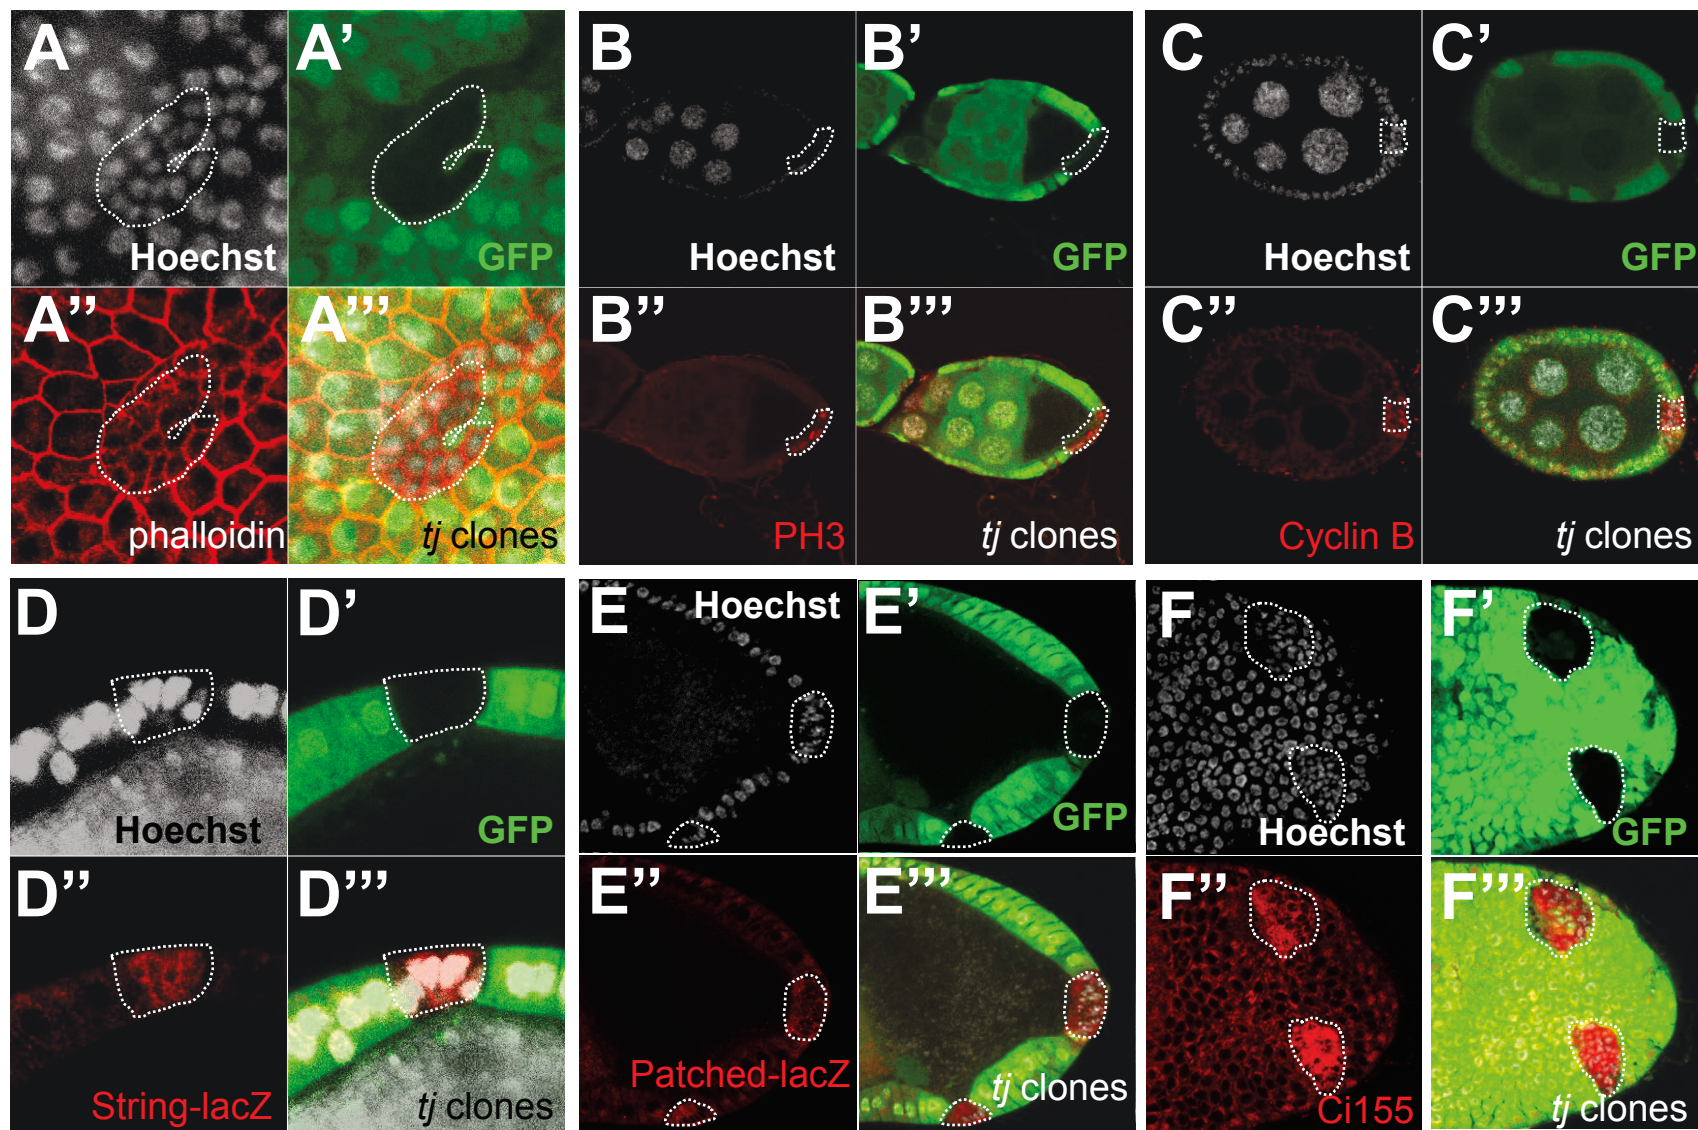 A A’
Hoechst GFP
A’’ A’’’
phalloidin tj clones
B B’
Hoechst GFP
B’’ B’’’
PH3 tj clones
C C’
Hoechst GFP
C’’ C’’’
Cyclin B tj clones
D D’
Hoechst GFP
D’’ D’’’
String-lacZ tj clones
E Hoechst E’
GFP
E’’ E’’’
Patched-lacZ tj clones
F F’
Hoechst GFP
F’’ F’’’
Ci155 tj clones